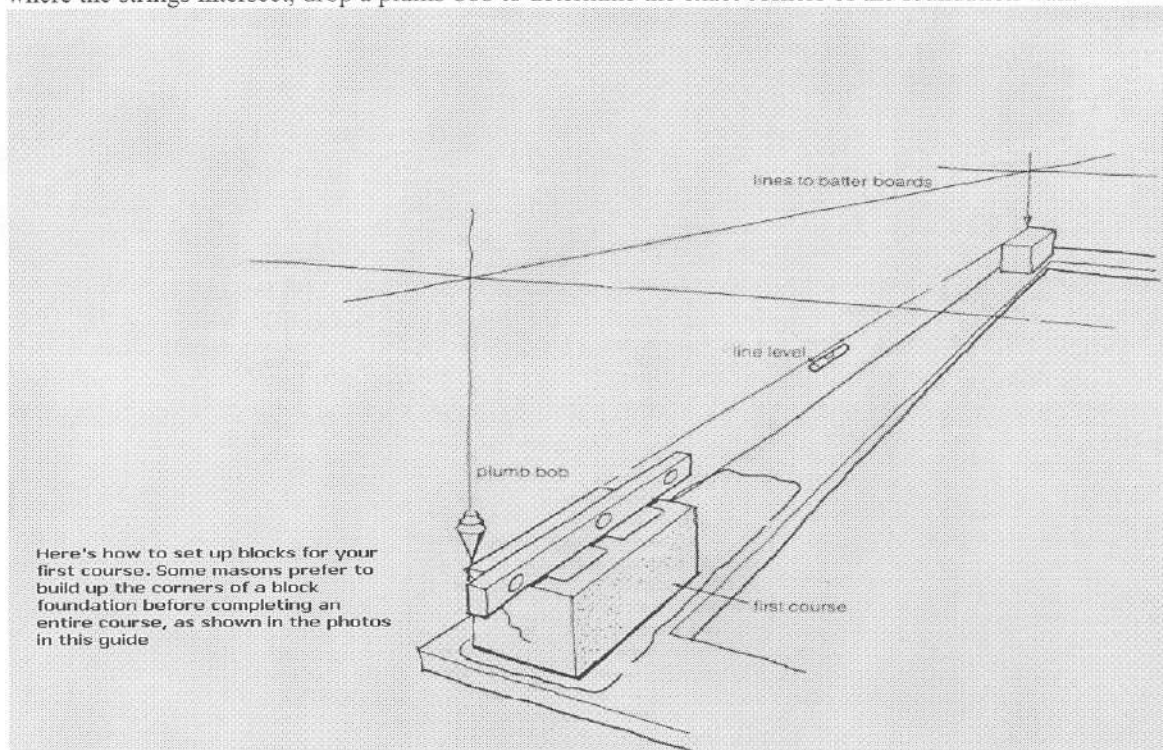 where the strings intersect, drop a plumb bob to determine the exact corners of the foundation
lines to batter boards
line level
plumb bob
Here's how to set up blocks for your
first course. Some masons prefer to
build up the corners of a block
foundation before completing an
entire course, as shown in the photos
in this guide
first course